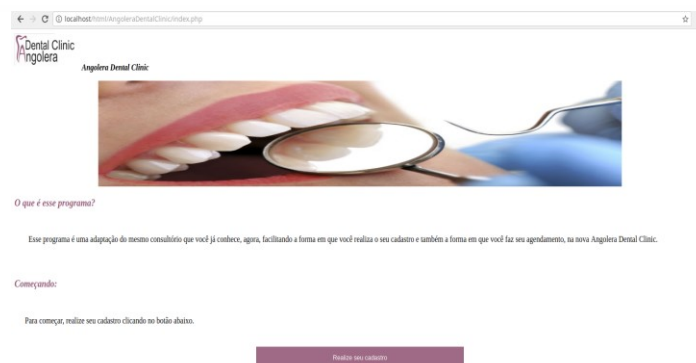 localhost/html/AngoleraDentalClinic/index.php
Dental Clinic
Angolera
Angolera Dental Clinic
O que é esse programa?
Esse programa é uma adaptação do mesmo consultório que você já conhece, agora, facilitando a forma em que você realiza o seu cadastro e também a forma em que você faz seu agendamento, na nova Angolera Dental Clinic.
Começando:
Para começar, realize seu cadastro clicando no botão abaixo.
Realize seu cadastro